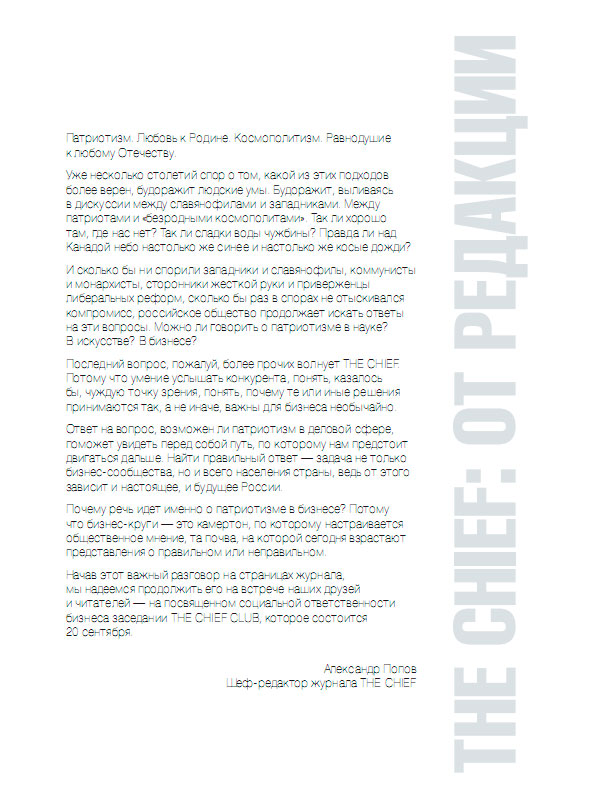 Патриотизм. Любовь к Родине. Космополитизм. Равнодушие
к любому Отечеству.
Уже несколько столетий спор о том, какой из этих подходов
более верен, будоражит людские умы. Будоражит, выливаясь
в дискуссии между славянофилами и западниками. Между
патриотами и «безродными космополитами». Так ли хорошо
там, где нас нет? Так ли сладки воды чужбины? Правда ли над
Канадой небо настолько же синее и настолько же косые дожди?
И сколько бы ни спорили западники и славянофилы, коммунисты
и монархисты, сторонники жесткой руки и приверженцы
либеральных реформ, сколько бы раз в спорах не отыскивался
компромисс, российское общество продолжает искать ответы
на эти вопросы. Можно ли говорить о патриотизме в науке?
В искусстве? В бизнесе?
Последний вопрос, пожалуй, более прочих волнует THE CHIEF.
Потому что умение услышать конкурента, понять, казалось
бы, чуждую точку зрения, понять, почему те или иные решения
принимаются так, а не иначе, важны для бизнеса необычайно.
Ответ на вопрос, возможен ли патриотизм в деловой сфере,
поможет увидеть перед собой путь, по которому нам предстоит
двигаться дальше. Найти правильный ответ — задача не только
бизнес-сообщества, но и всего населения страны, ведь от этого
зависит и настоящее, и будущее России.
Почему речь идет именно о патриотизме в бизнесе? Потому
что бизнес-круги — это камертон, по которому настраивается
общественное мнение, та почва, на которой сегодня взрастают
представления о правильном или неправильном.
Начав этот важный разговор на страницах журнала,
мы надеемся продолжить его на встрече наших друзей
и читателей — на посвященном социальной ответственности
бизнеса заседании THE CHIEF CLUB, которое состоится
20 сентября.
Александр Попов
Шеф-редактор журнала THE CHIEF
THE CHIEF: ОТ РЕДАКЦИИ